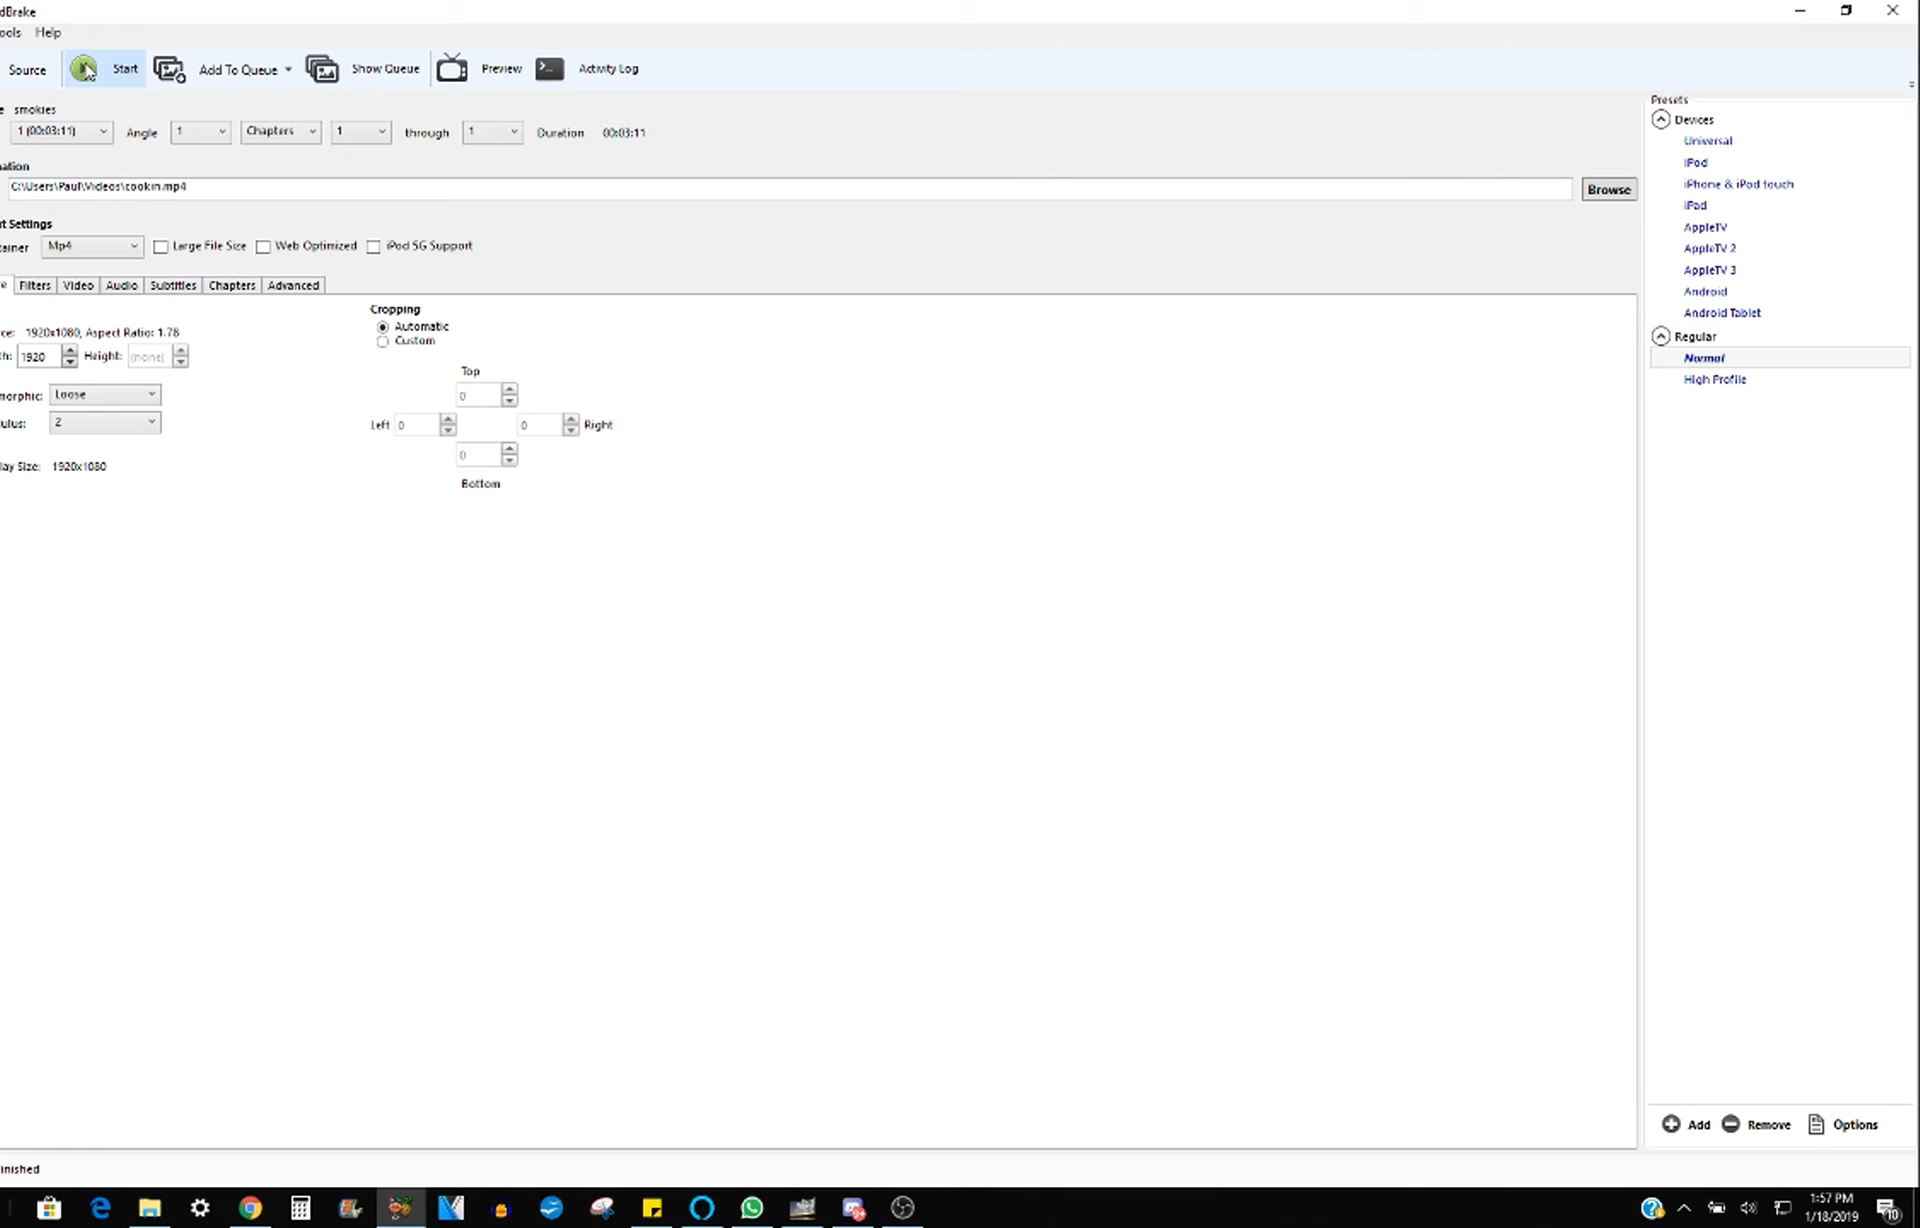 dBrake
ools Help
Source Start Add To Queue Show Queue Preview Activity Log
e smokies
1 (00:03:11) Angle 1 Chapters 1 through 1 Duration 00:03:11
nation
C:\Users\Paul\Videos\cookin.mp4 Browse
t Settings
ainer Mp4 Large File Size Web Optimized iPod 5G Support
e Filters Video Audio Subtitles Chapters Advanced
rce: 1920x1080, Aspect Ratio: 1.78
th: 1920 Height: (none)
morphic: Loose
ulus: 2
lay Size: 1920x1080
Cropping
Automatic
Custom
Top
0
Left 0 0 Right
0
Bottom
Presets
Devices
Universal
iPod
iPhone & iPod touch
iPad
AppleTV
AppleTV 2
AppleTV 3
Android
Android Tablet
Regular
Normal
High Profile
Add Remove Options
inished
1:57 PM
1/18/2019
10